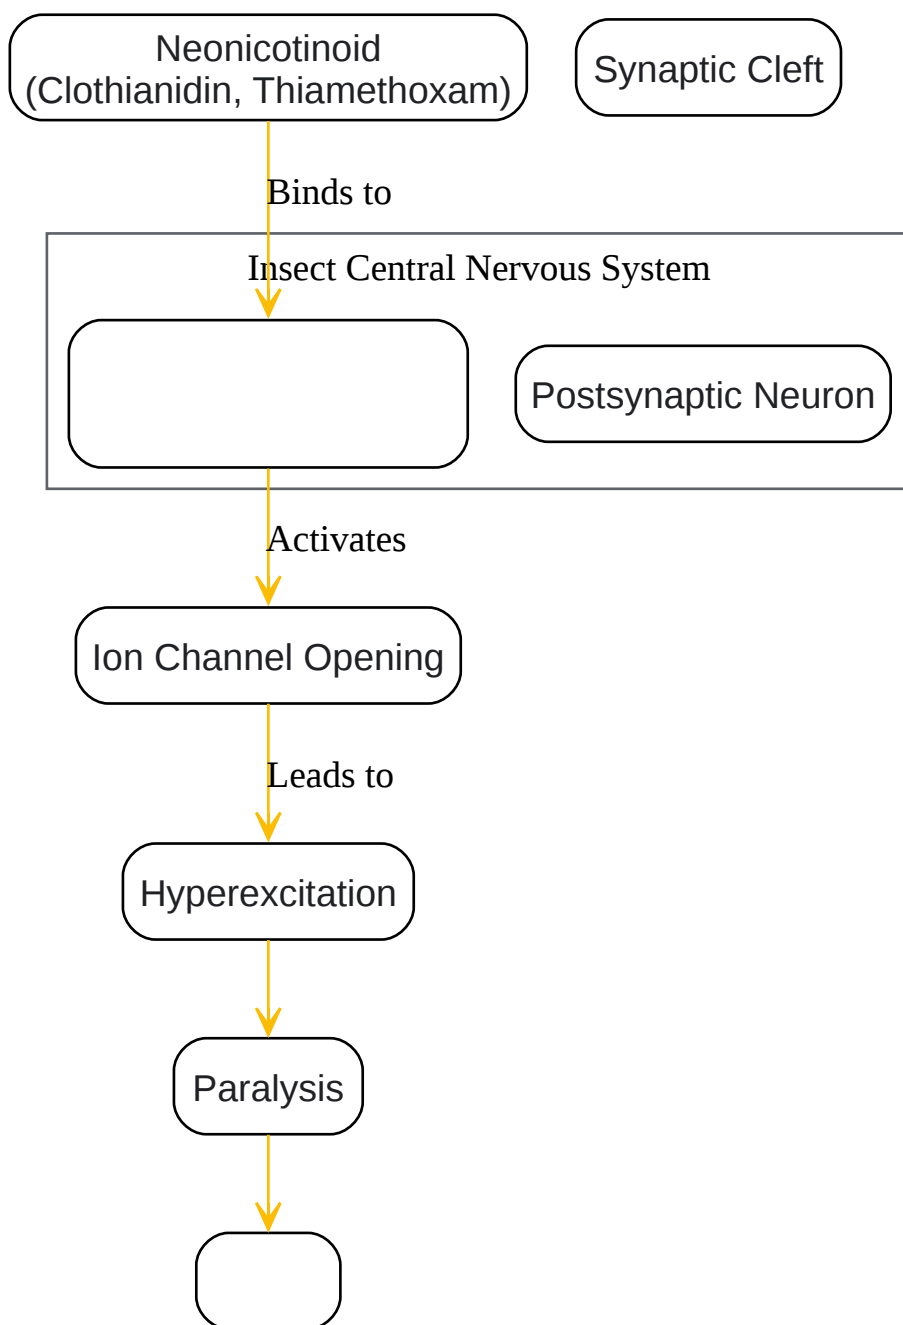 Neonicotinoid
(Clothianidin, Thiamethoxam)
Synaptic Cleft
Binds to
Insect Central Nervous System
Postsynaptic Neuron
Activates
Ion Channel Opening
Leads to
Hyperexcitation
Paralysis